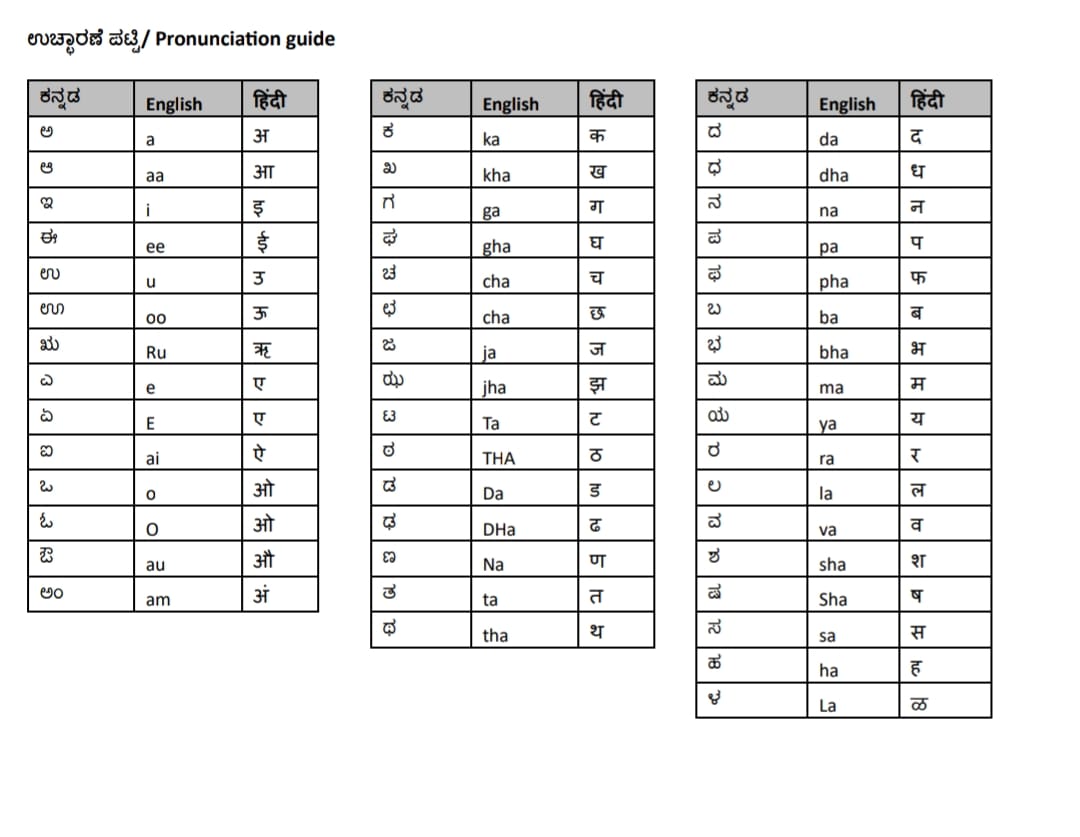 ಉಚ್ಛಾರಣೆ ಪಟ್ಟಿ/ Pronunciation guide
ಕನ್ನಡ English हिंदी
ಅ a अ
ಆ aa आ
ಇ i इ
ಈ ee ई
ಉ u उ
ಊ oo ऊ
ಋ Ru ऋ
ಎ e ए
ಏ E ए
ಐ ai ऐ
ಒ o ओ
ಓ O ओ
ಔ au औ
ಅಂ am अं
ಕನ್ನಡ English हिंदी
ಕ ka क
ಖ kha ख
ಗ ga ग
ಘ gha घ
ಚ cha च
ಛ cha छ
ಜ ja ज
ಝ jha झ
ಟ Ta ट
ಠ THA ठ
ಡ Da ड
ಢ DHa ढ
ಣ Na ण
ತ ta त
ಥ tha थ
ಕನ್ನಡ English हिंदी
ದ da द
ಧ dha ध
ನ na न
ಪ pa प
ಫ pha फ
ಬ ba ब
ಭ bha भ
ಮ ma म
ಯ ya य
ರ ra र
ಲ la ल
ವ va व
ಶ sha श
ಷ Sha ष
ಸ sa स
ಹ ha ह
ಳ La ळ